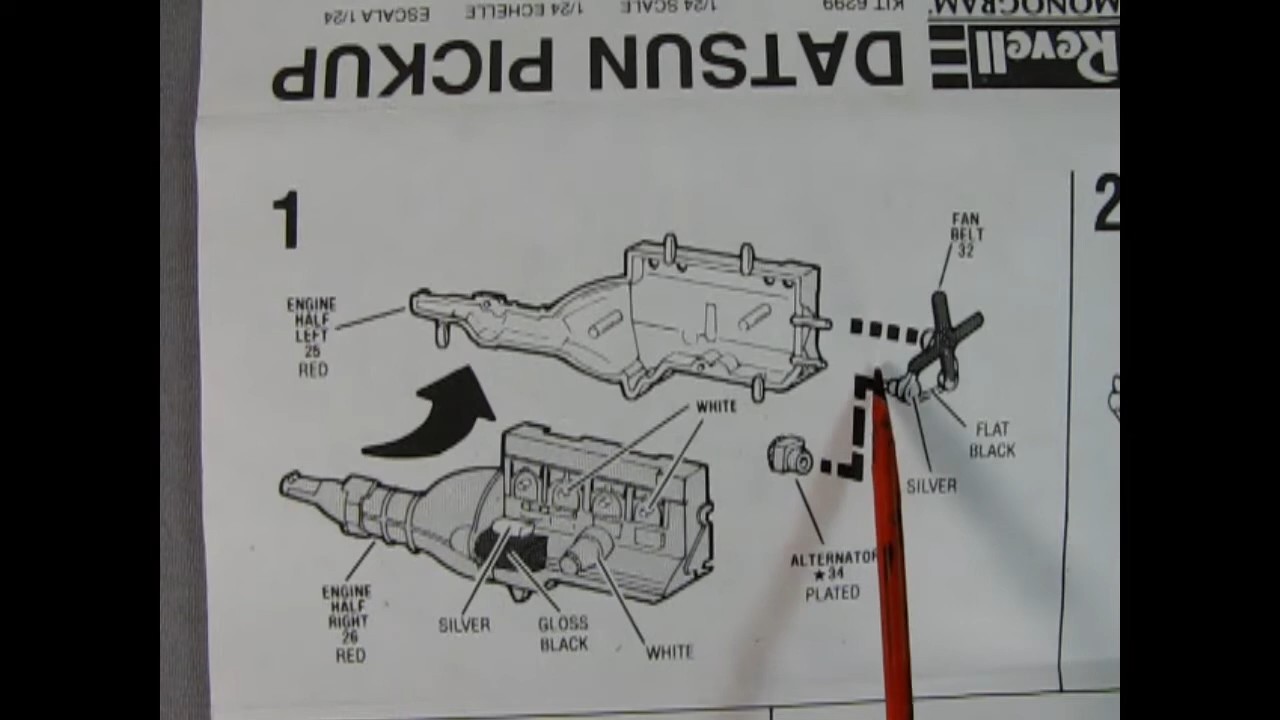 Revell
MONOGRAM
DATSUN PICKUP
KIT 6299
1/24 SCALE
1/24 ECHELLE
ESCALA 1/24
1
2
FAN
BELT
32
ENGINE
HALF
LEFT
25
RED
WHITE
FLAT
BLACK
SILVER
ALTERNATOR
★34
PLATED
ENGINE
HALF
RIGHT
26
RED
SILVER
GLOSS
BLACK
WHITE